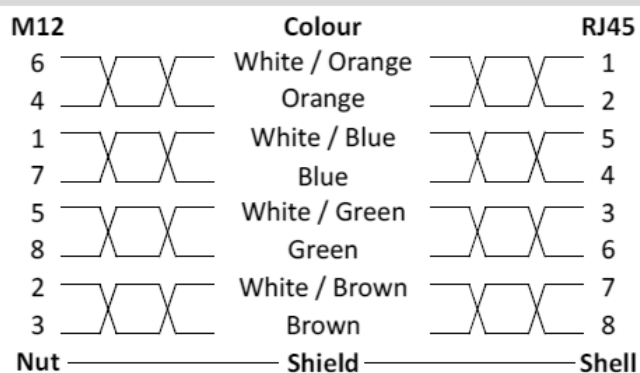 M12 Colour RJ45
6 White / Orange 1
4 Orange 2
1 White / Blue 5
7 Blue 4
5 White / Green 3
8 Green 6
2 White / Brown 7
3 Brown 8
Nut Shield Shell